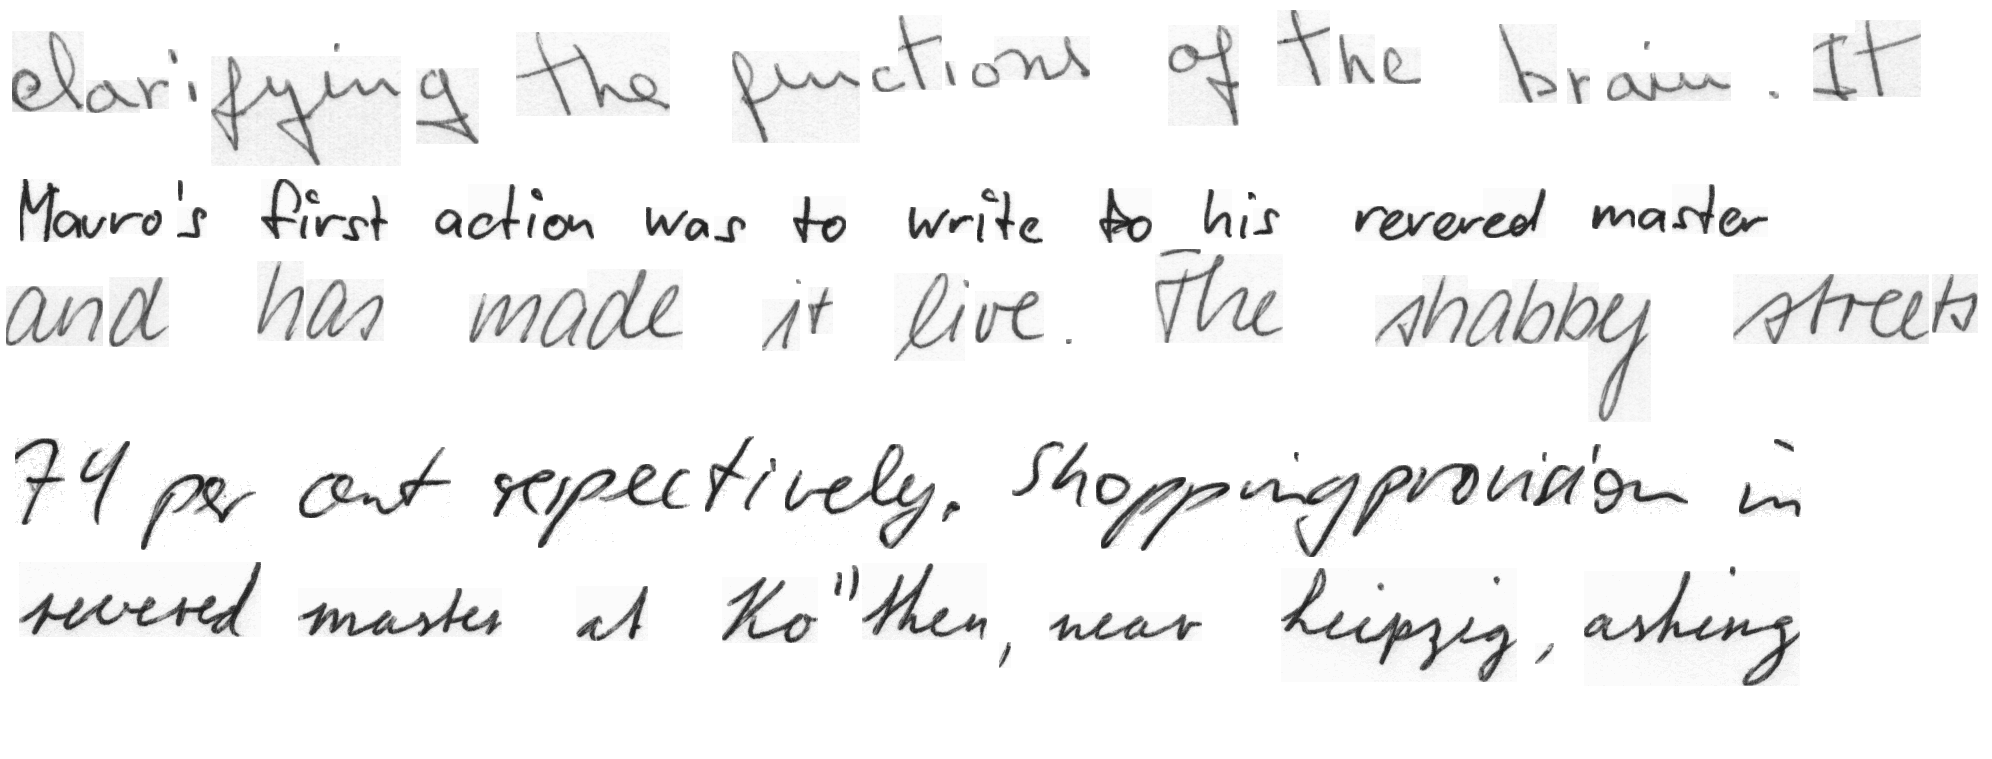 clarifying the functions of the brain. It
Mauro's first action was to write to his revered master
and has made it live. The shabby streets
74 per cent respectively. Shopping provision in
revered master at Ko"then, near Leipzig, asking